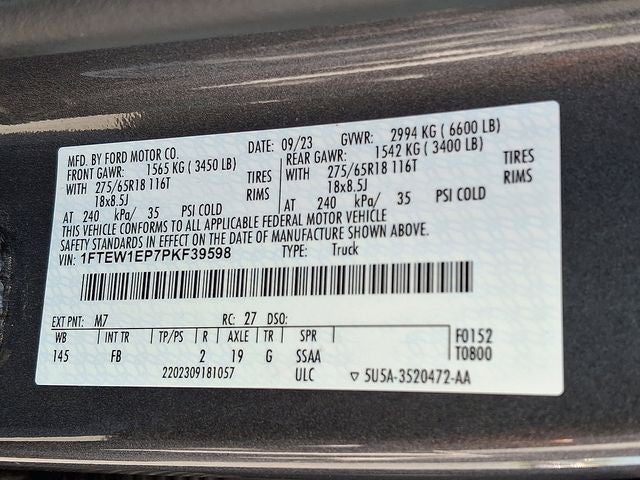 MFD. BY FORD MOTOR CO. DATE: 09/23 GVWR: 2994 KG ( 6600 LB)
FRONT GAWR: 1565 KG ( 3450 LB) REAR GAWR: 1542 KG ( 3400 LB)
WITH 275/65R18 116T TIRES WITH 275/65R18 116T TIRES
18x8.5J RIMS 18x8.5J RIMS
AT 240 kPa/ 35 PSI COLD AT 240 kPa/ 35 PSI COLD
THIS VEHICLE CONFORMS TO ALL APPLICABLE FEDERAL MOTOR VEHICLE
SAFETY STANDARDS IN EFFECT ON THE DATE OF MANUFACTURE SHOWN ABOVE.
VIN: 1FTEW1EP7PKF39598 TYPE: Truck
EXT PNT: M7 RC: 27 DSO:
WB INT TR TP/PS R AXLE TR SPR F0152
145 FB 2 19 G SSAA T0800
2202309181057 ULC ▽ 5U5A-3520472-AA